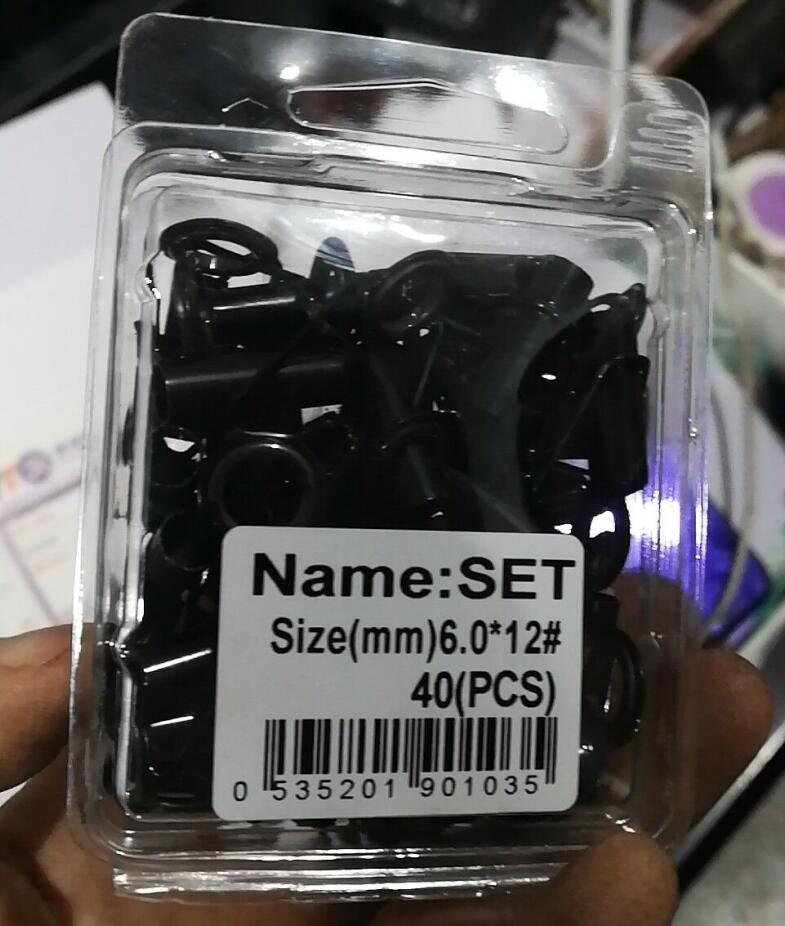 Name:SET
Size(mm)6.0*12#
40(PCS)
0 535201 901035